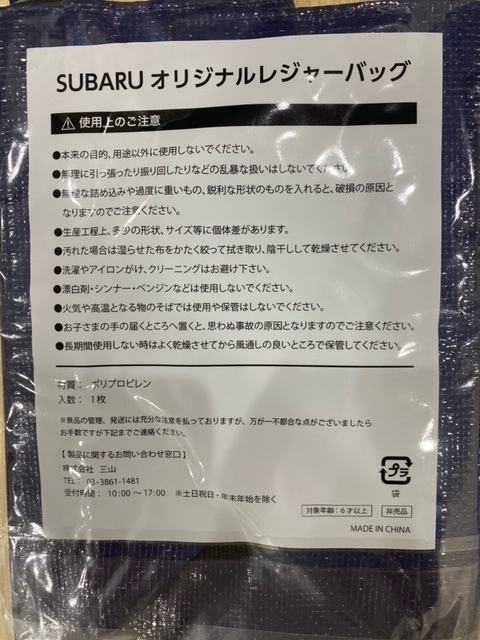 SUBARU オリジナルレジャーバッグ
⚠ 使用上のご注意
●本来の目的、用途以外に使用しないでください。
●無理に引っ張ったり振り回したりなどの乱暴な扱いはしないでください。
●無理な詰め込みや過度に重いもの、鋭利な形状のものを入れると、破損の原因と
なりますのでご注意ください。
●生産工程上、多少の形状、サイズ等に個体差があります。
●汚れた場合は湿らせた布をかたく絞って拭き取り、陰干しして乾燥させてください。
●洗濯やアイロンがけ、クリーニングはお避け下さい。
●漂白剤・シンナー・ベンジンなどは使用しないでください。
●火気や高温となる物のそばでは使用や保管はしないでください。
●お子さまの手の届くところへ置くと、思わぬ事故の原因となりますのでご注意ください。
●長期間使用しない時はよく乾燥させてから風通しの良いところで保管してください。
材質：ポリプロピレン
入数：1枚
※景品の管理、発送には充分な注意を払っておりますが、万が一不都合な点がございましたら
お手数ですが下記までご連絡ください。
【製品に関するお問い合わせ窓口】
株式会社 三山
TEL： 03-3861-1481
受付時間： 10:00～17:00 ※土日祝日・年末年始を除く
プラ
袋
対象年齢：6才以上 非売品
MADE IN CHINA